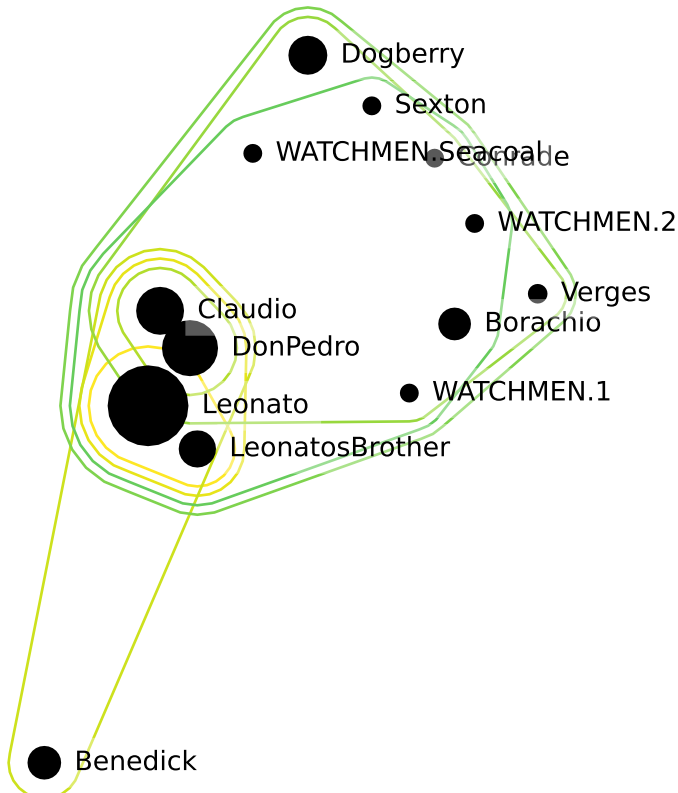 Dogberry
Sexton
WATCHMEN.Seacoal
Conrade
WATCHMEN.2
Verges
Claudio
Borachio
DonPedro
WATCHMEN.1
Leonato
LeonatosBrother
Benedick